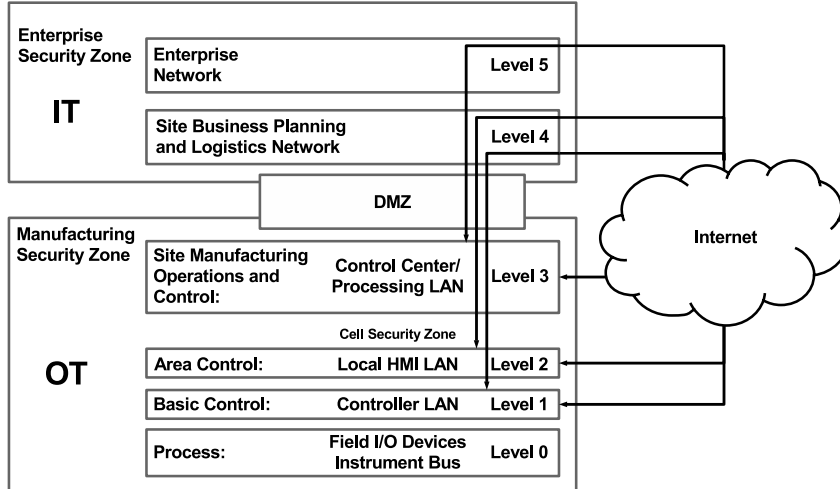 Enterprise
Security Zone
IT
Enterprise
Network
Level 5
Site Business Planning
and Logistics Network
Level 4
DMZ
Manufacturing
Security Zone
OT
Site Manufacturing
Operations and
Control:
Control Center/
Processing LAN
Level 3
Cell Security Zone
Area Control:
Local HMI LAN
Level 2
Basic Control:
Controller LAN
Level 1
Process:
Field I/O Devices
Instrument Bus
Level 0
Internet